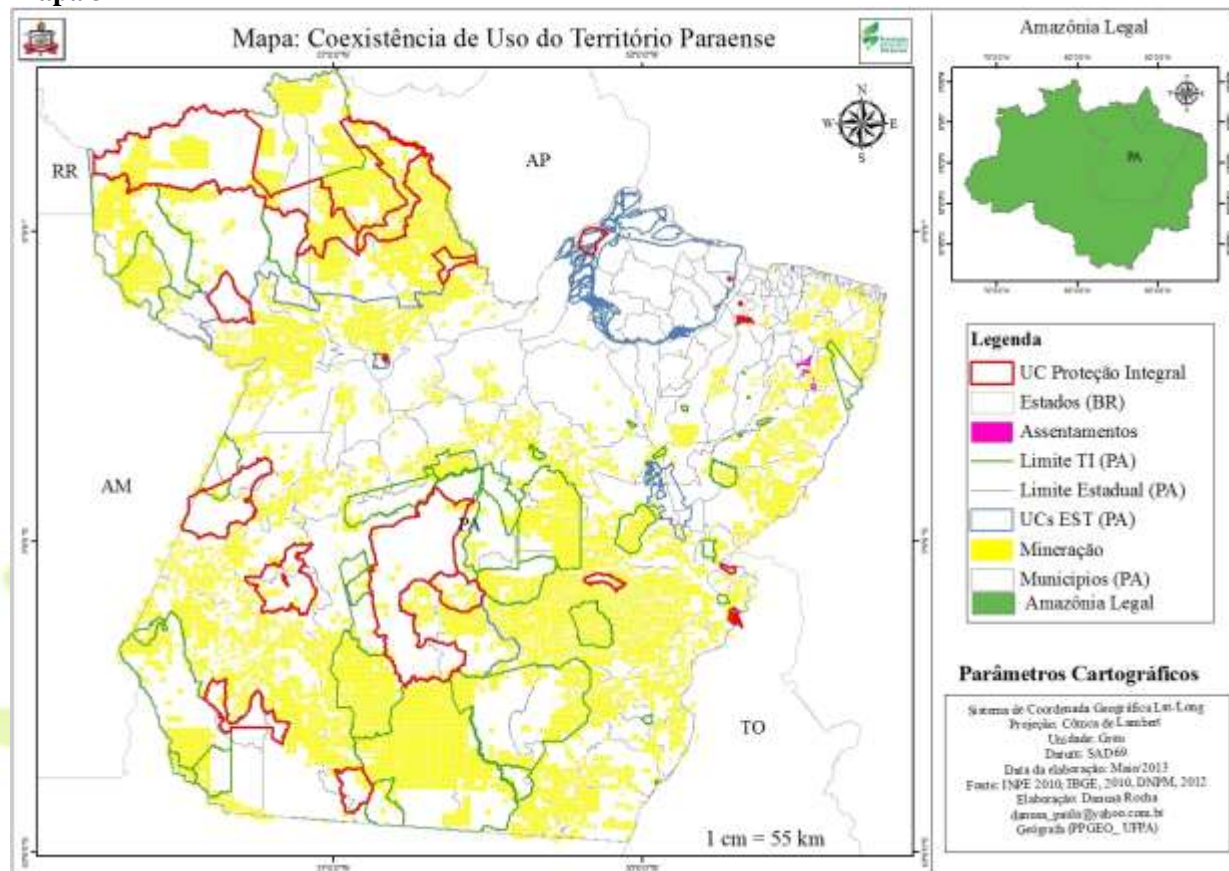 Mapa: Coexistência de Uso do Território Paraense
N
W
E
S
RR
AP
AM
PA
TO
1 cm = 55 km
Amazônia Legal
PA
Legenda
UC Proteção Integral
Estados (BR)
Assentamentos
Limite TI (PA)
Limite Estadual (PA)
UCs EST (PA)
Mineração
Municípios (PA)
Amazônia Legal
Parâmetros Cartográficos
Sistema de Coordenada Geográfica Lat-Long
Projeção: Cônica de Lambert
Unidade: Grau
Datum: SAD69
Data da elaboração: Maio/2013
Fonte: INPE 2010; IBGE, 2010, DNPM, 2012
Elaboração: Danusa Rocha
Geógrafa (PPGEO_ UFPA)